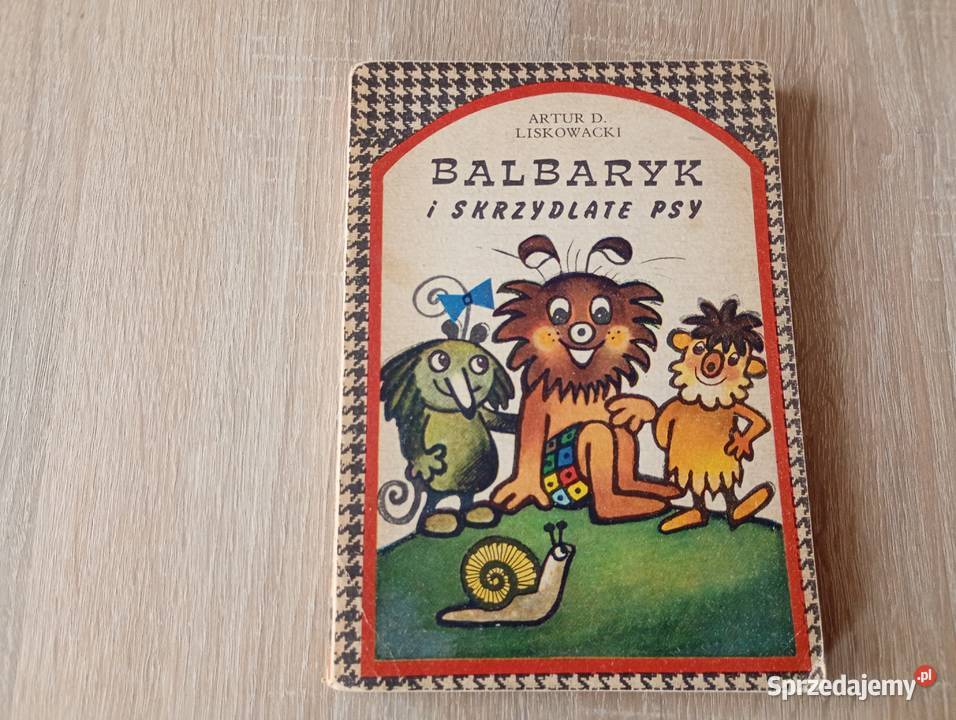 ARTUR D.
LISKOWACKI
BALBARYK
i SKRZYDLATE PSY
Sprzedajemy.pl